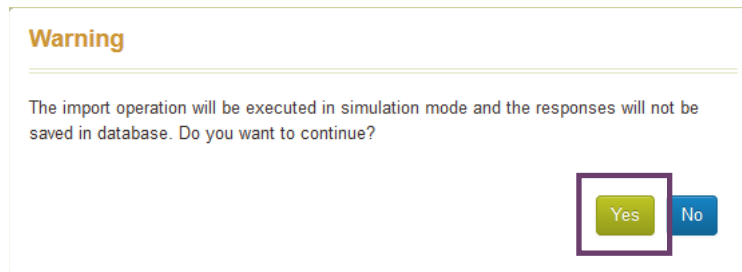 Warning
The import operation will be executed in simulation mode and the responses will not be
saved in database. Do you want to continue?
Yes No